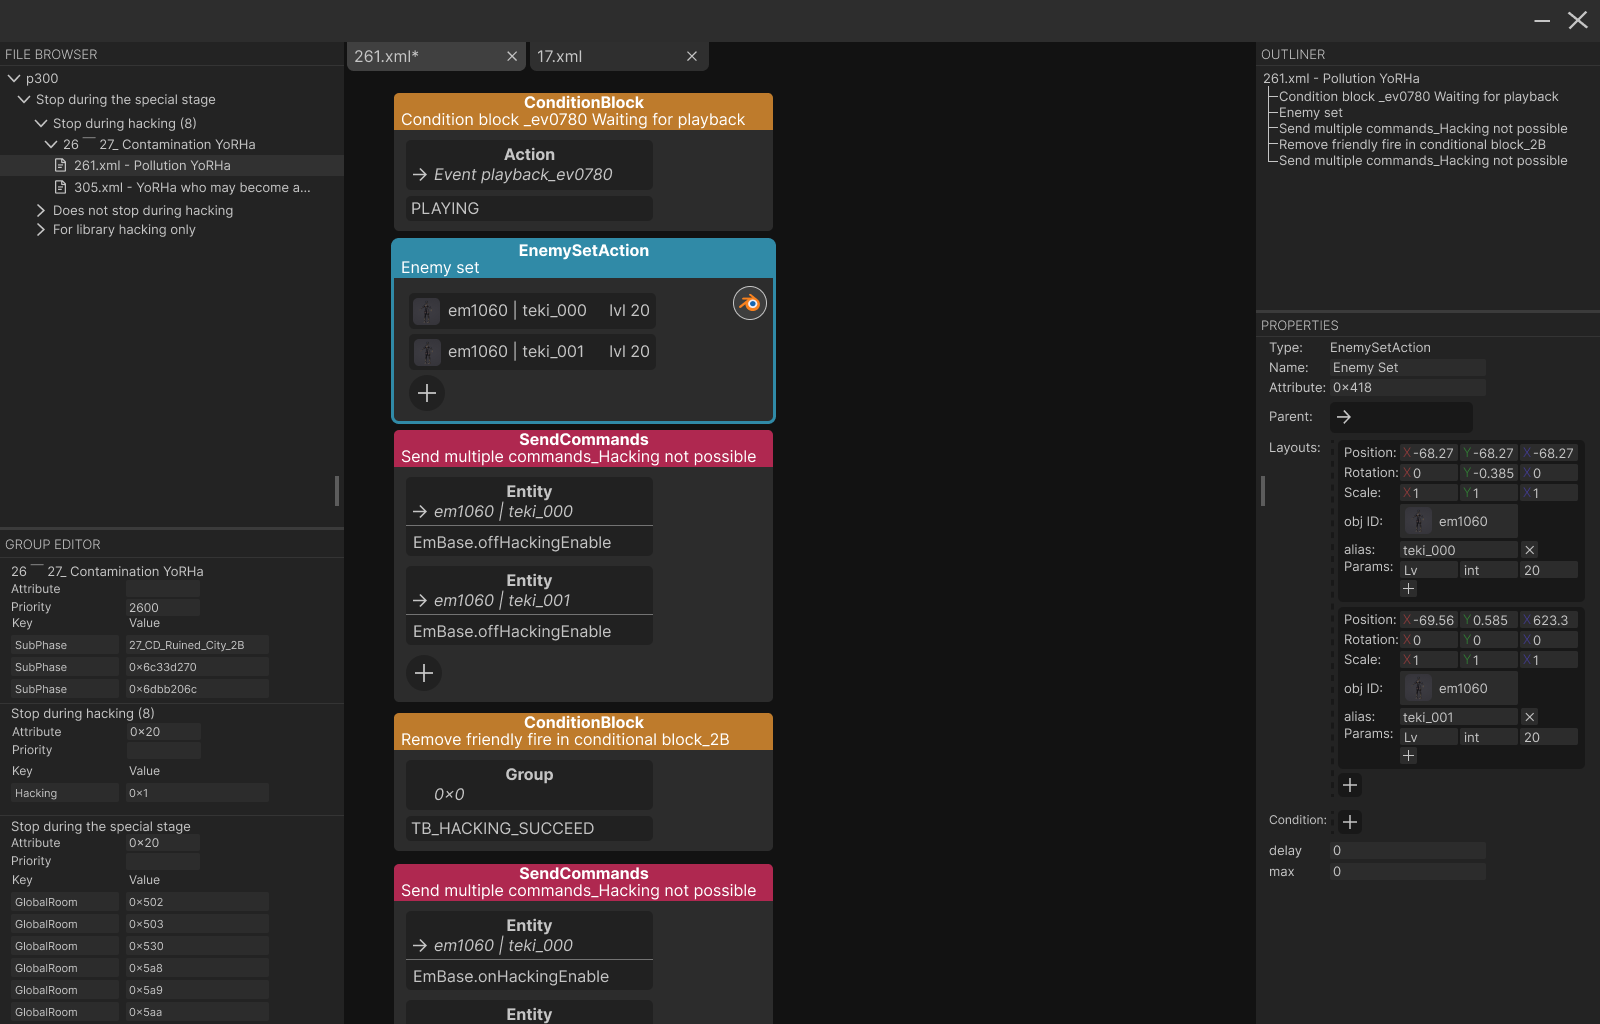 FILE BROWSER
p300
Stop during the special stage
Stop during hacking (8)
26 ￣ 27_ Contamination YoRHa
261.xml - Pollution YoRHa
305.xml - YoRHa who may become a...
Does not stop during hacking
For library hacking only
GROUP EDITOR
26 ￣ 27_ Contamination YoRHa
Attribute
Priority 2600
Key Value
SubPhase 27_CD_Ruined_City_2B
SubPhase 0×6c33d270
SubPhase 0×6dbb206c
Stop during hacking (8)
Attribute 0×20
Priority
Key Value
Hacking 0×1
Stop during the special stage
Attribute 0×20
Priority
Key Value
GlobalRoom 0×502
GlobalRoom 0×503
GlobalRoom 0×530
GlobalRoom 0×5a8
GlobalRoom 0×5a9
GlobalRoom 0×5aa
261.xml* 17.xml
ConditionBlock
Condition block _ev0780 Waiting for playback
Action
→ Event playback_ev0780
PLAYING
EnemySetAction
Enemy set
em1060 | teki_000 lvl 20
em1060 | teki_001 lvl 20
SendCommands
Send multiple commands_Hacking not possible
Entity
→ em1060 | teki_000
EmBase.offHackingEnable
Entity
→ em1060 | teki_001
EmBase.offHackingEnable
ConditionBlock
Remove friendly fire in conditional block_2B
Group
0×0
TB_HACKING_SUCCEED
SendCommands
Send multiple commands_Hacking not possible
Entity
→ em1060 | teki_000
EmBase.onHackingEnable
Entity
OUTLINER
261.xml - Pollution YoRHa
Condition block _ev0780 Waiting for playback
Enemy set
Send multiple commands_Hacking not possible
Remove friendly fire in conditional block_2B
Send multiple commands_Hacking not possible
PROPERTIES
Type: EnemySetAction
Name: Enemy Set
Attribute: 0×418
Parent: →
Layouts:
Position: X -68.27 Y -68.27 X -68.27
Rotation: X 0 Y -0.385 X 0
Scale: X 1 Y 1 X 1
obj ID: em1060
alias: teki_000
Params: Lv int 20
Position: X -69.56 Y 0.585 X 623.3
Rotation: X 0 Y 0 X 0
Scale: X 1 Y 1 X 1
obj ID: em1060
alias: teki_001
Params: Lv int 20
Condition:
delay 0
max 0